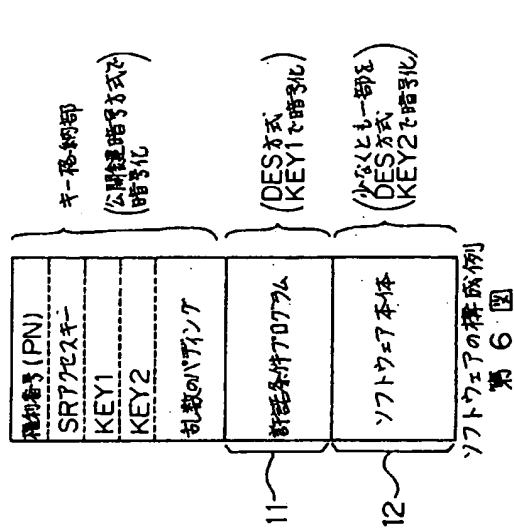 権利番号(PN)
SRアクセスキー
KEY1
KEY2
乱数のパディング
許諾条件プログラム
ソフトウェア本体
キー格納部
(公開鍵暗号方式で
暗号化)
(DES方式
KEY1で暗号化)
(少なくとも一部を
DES方式
KEY2で暗号化)
11
12
ソフトウェアの構成例
第 6 図